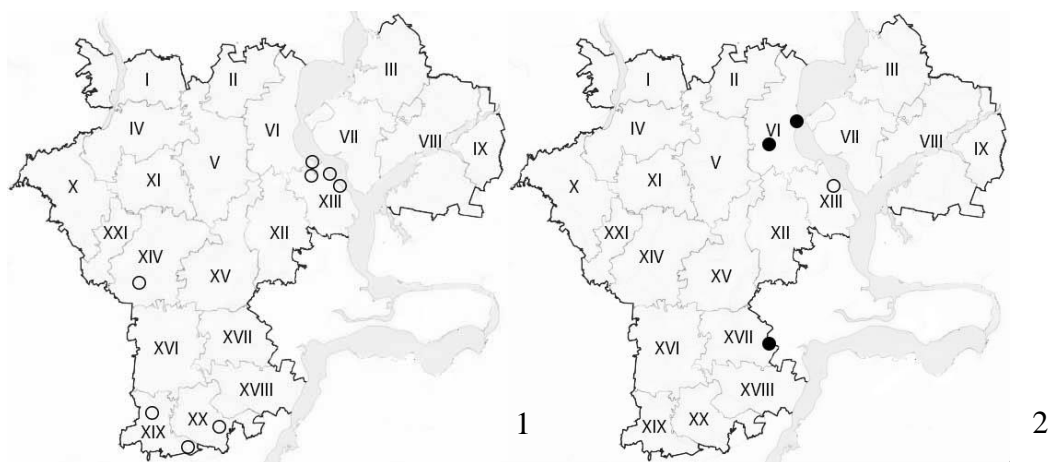 I II III
IV V VI VII VIII IX
X XI XII XIII
XXI XIV XV
XVI XVII
XVIII
XIX XX
1
I II III
IV V VI VII VIII IX
X XI XII XIII
XXI XIV XV
XVI XVII
XVIII
XIX XX
2